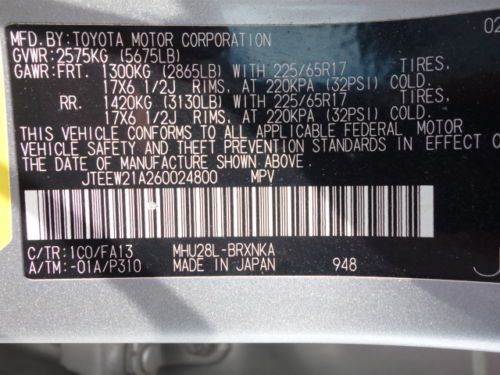 02
MFD. BY: TOYOTA MOTOR CORPORATION
GVWR: 2575KG (5675LB)
GAWR: FRT. 1300KG (2865LB) WITH 225/65R17 TIRES,
17X6 1/2J RIMS, AT 220KPA (32PSI) COLD.
RR. 1420KG (3130LB) WITH 225/65R17 TIRES,
17X6 1/2J RIMS, AT 220KPA (32PSI) COLD.
THIS VEHICLE CONFORMS TO ALL APPLICABLE FEDERAL MOTOR
VEHICLE SAFETY AND THEFT PREVENTION STANDARDS IN EFFECT O
THE DATE OF MANUFACTURE SHOWN ABOVE.
JTEEW21A260024800 MPV
C/TR: 1C0/FA13 MHU28L-BRXNKA
A/TM: -01A/P310 MADE IN JAPAN 948